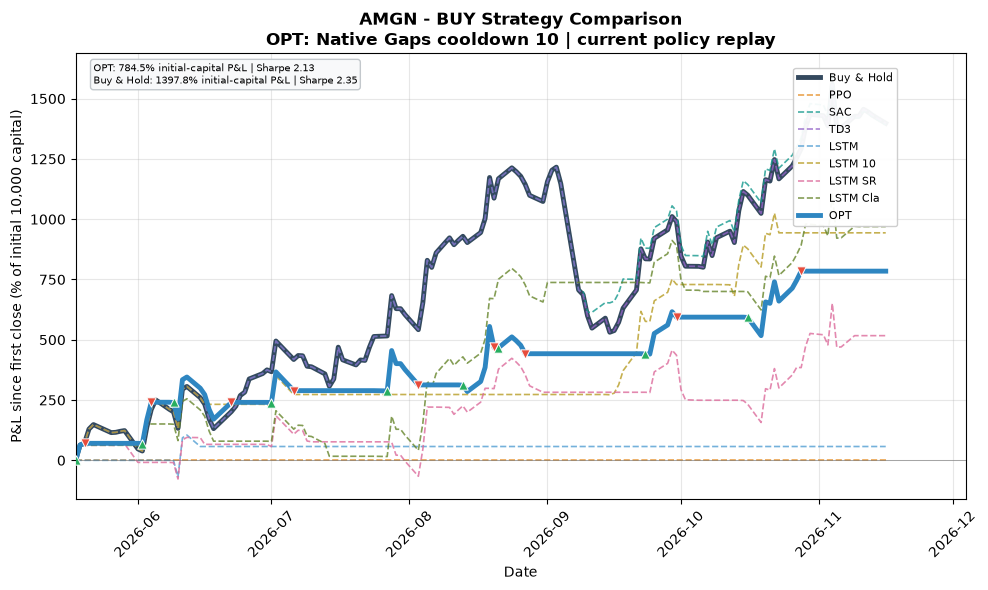 AMGN - BUY Strategy Comparison
OPT: Native Gaps cooldown 10 | current policy replay
OPT: 784.5% initial-capital P&L | Sharpe 2.13
Buy & Hold: 1397.8% initial-capital P&L | Sharpe 2.35
Buy & Hold
PPO
SAC
TD3
LSTM
LSTM 10
LSTM SR
LSTM Cla
OPT
P&L since first close (% of initial 10,000 capital)
1500
1250
1000
750
500
250
0
2026-06
2026-07
2026-08
2026-09
2026-10
2026-11
2026-12
Date